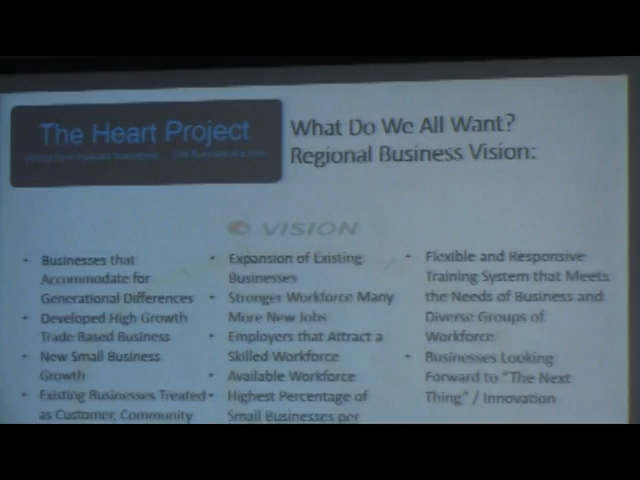 The Heart Project
What Do We All Want?
Regional Business Vision:
VISION
• Businesses that
Accommodate for
Generational Differences
• Developed High Growth
Trade Based Business
• New Small Business
Growth
• Existing Businesses Treated
as Customer, Community
• Expansion of Existing
Businesses
• Stronger Workforce Many
More New Jobs
• Employers that Attract a
Skilled Workforce
• Available Workforce
• Highest Percentage of
Small Businesses per
• Flexible and Responsive
Training System that Meets
the Needs of Business and
Diverse Groups of
Workforce
• Businesses Looking
Forward to "The Next
Thing" / Innovation